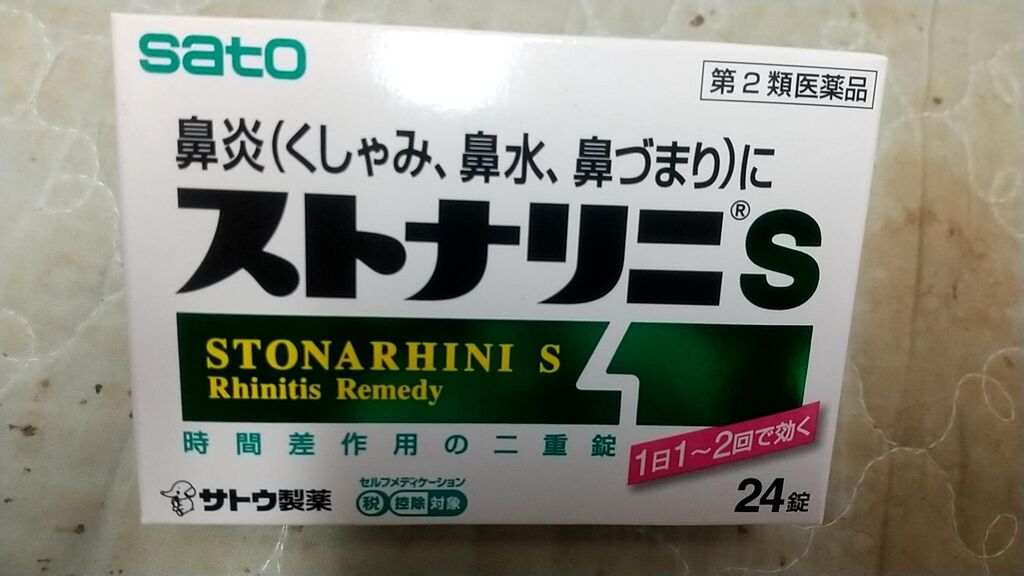 sato
第2類医薬品
鼻炎(くしゃみ、鼻水、鼻づまり)に
ストナリニ®S
STONARHINI S
Rhinitis Remedy
時間差作用の二重錠
1日1~2回で効く
サトウ製薬
セルフメディケーション
税 控除 対象
24錠